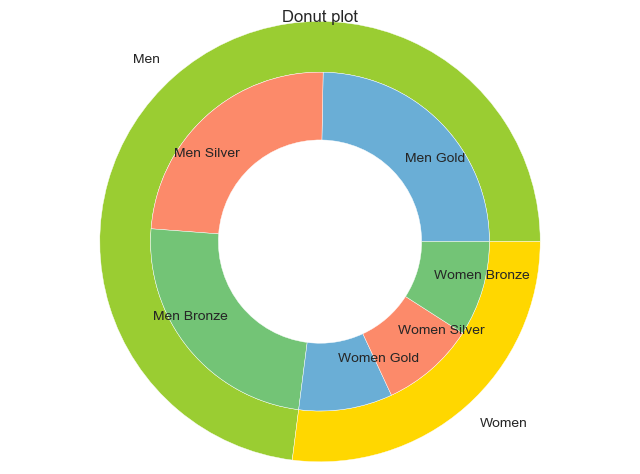 Donut plot
Men
Men Silver
Men Gold
Women Bronze
Men Bronze
Women Silver
Women Gold
Women